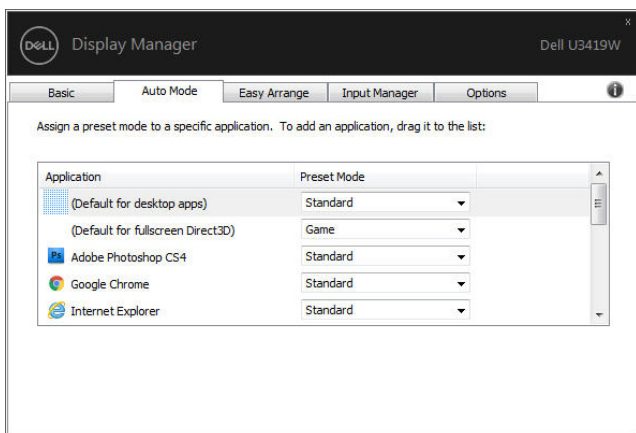 x
DELL Display Manager Dell U3419W
Basic Auto Mode Easy Arrange Input Manager Options i
Assign a preset mode to a specific application. To add an application, drag it to the list:
Application Preset Mode
(Default for desktop apps) Standard
(Default for fullscreen Direct3D) Game
Ps Adobe Photoshop CS4 Standard
Google Chrome Standard
Internet Explorer Standard